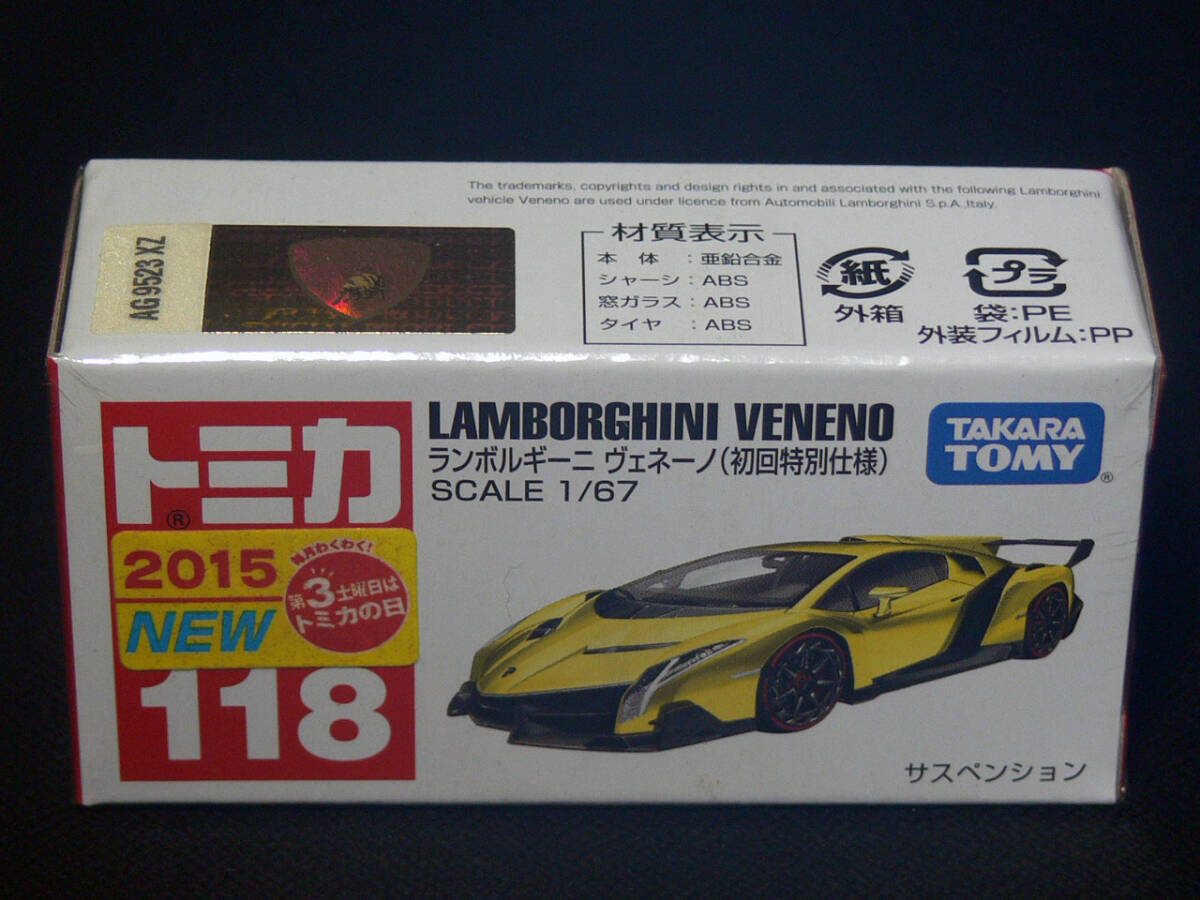 The trademarks, copyrights and design rights in and associated with the following Lamborghini
vehicle Veneno are used under licence from Automobili Lamborghini S.p.A.,Italy.
AG 9523 XZ
材質表示
本体：亜鉛合金
シャーシ：ABS
窓ガラス：ABS
タイヤ：ABS
紙
外箱
プラ
袋:PE
外装フィルム:PP
トミカ®
2015
NEW
毎月わくわく!
第3土曜日は
トミカの日
118
LAMBORGHINI VENENO
ランボルギーニ ヴェネーノ(初回特別仕様)
SCALE 1/67
TAKARA
TOMY®
サスペンション